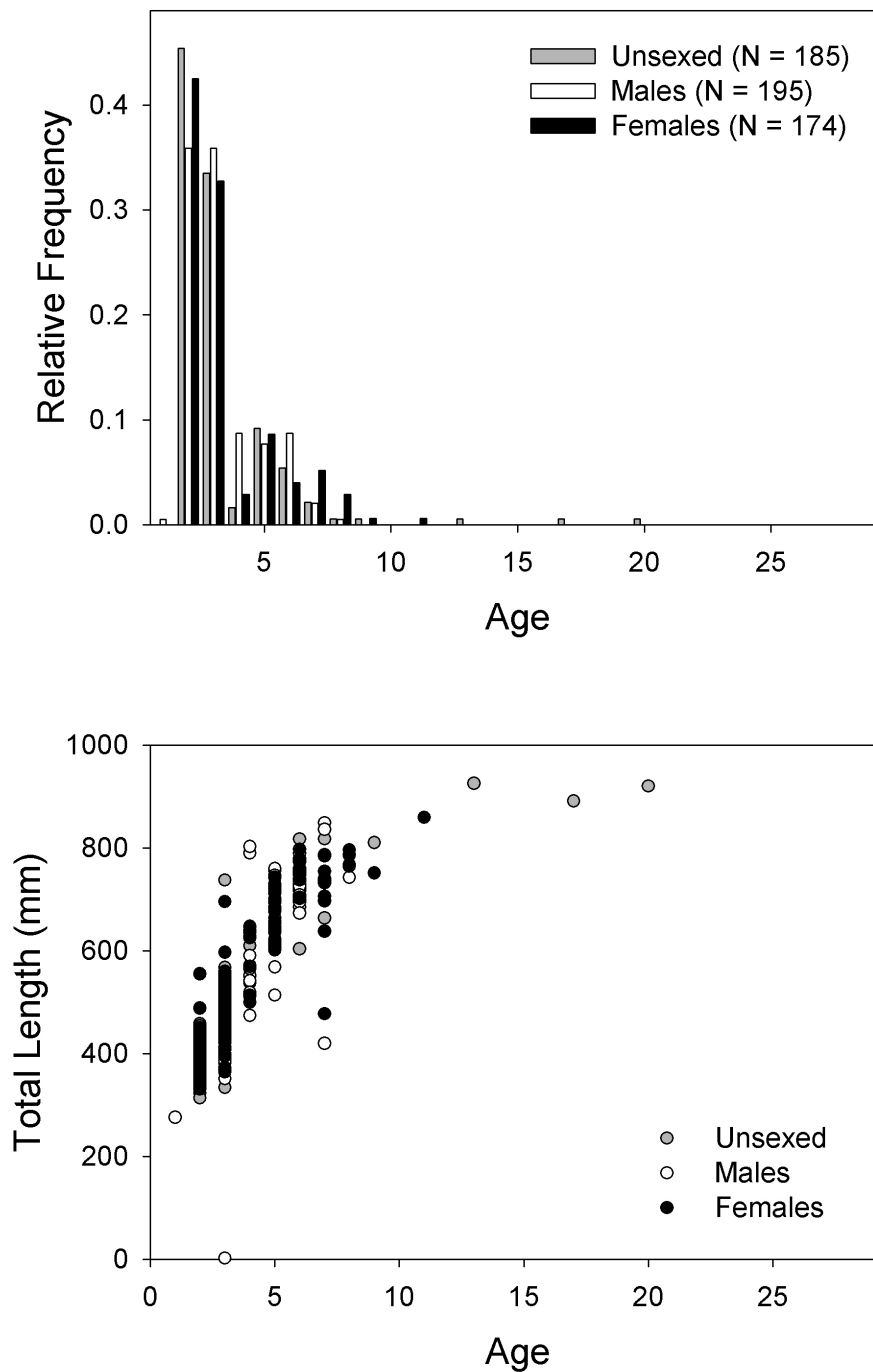 Unsexed (N = 185)
Males (N = 195)
Females (N = 174)
Relative Frequency
0.4
0.3
0.2
0.1
0.0
5 10 15 20 25
Age
Total Length (mm)
1000
800
600
400
200
0
Unsexed
Males
Females
0 5 10 15 20 25
Age